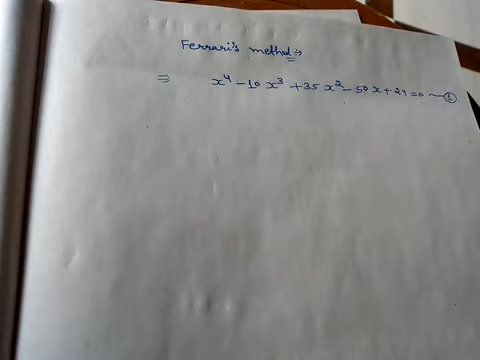 Ferrari's method :-
⇒ x⁴ - 10 x³ + 35 x² - 50 x + 24 = 0 — ①